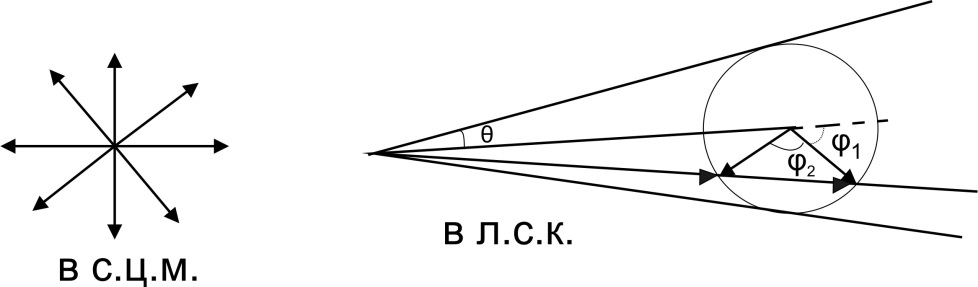 в с.ц.м.
θ
φ1
φ2
в л.с.к.